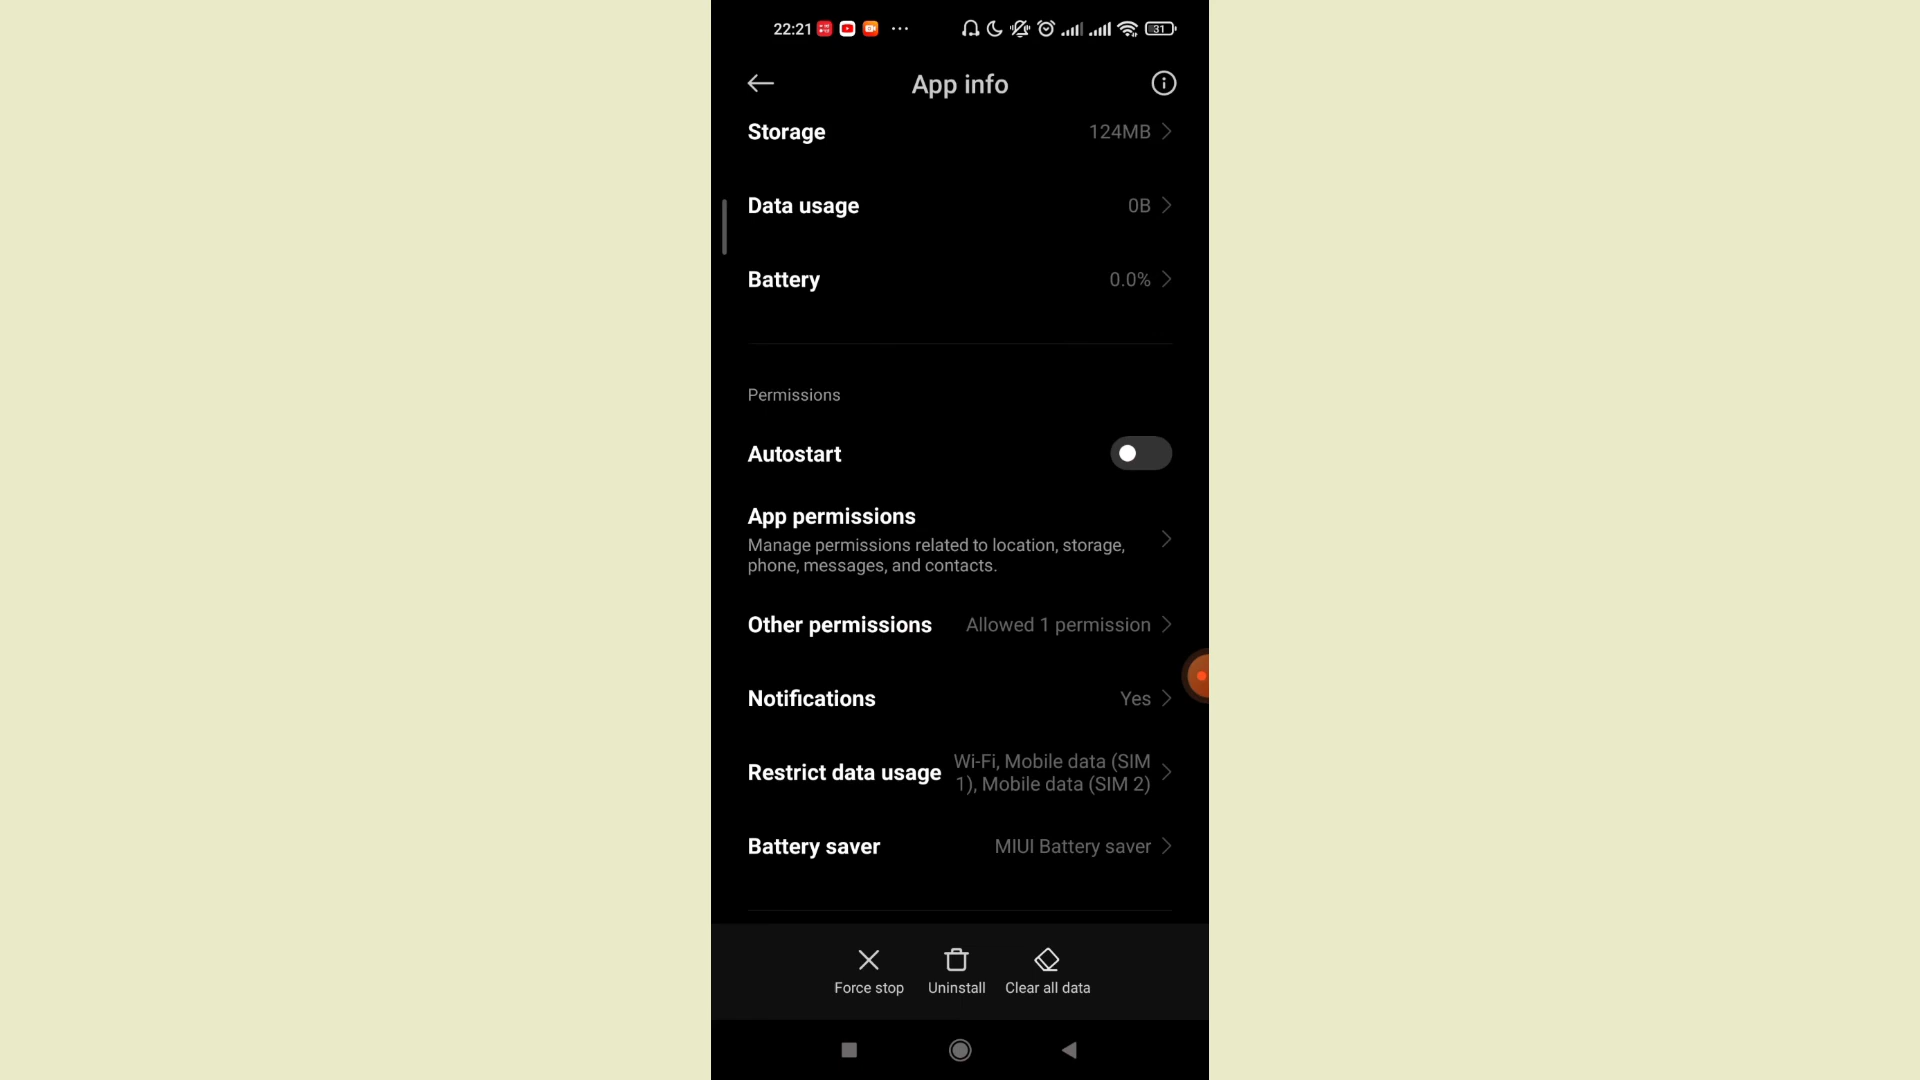 22:21 ... 31
App info
Storage 124MB
Data usage 0B
Battery 0.0%
Permissions
Autostart
App permissions
Manage permissions related to location, storage,
phone, messages, and contacts.
Other permissions Allowed 1 permission
Notifications Yes
Restrict data usage Wi-Fi, Mobile data (SIM
1), Mobile data (SIM 2)
Battery saver MIUI Battery saver
Force stop Uninstall Clear all data